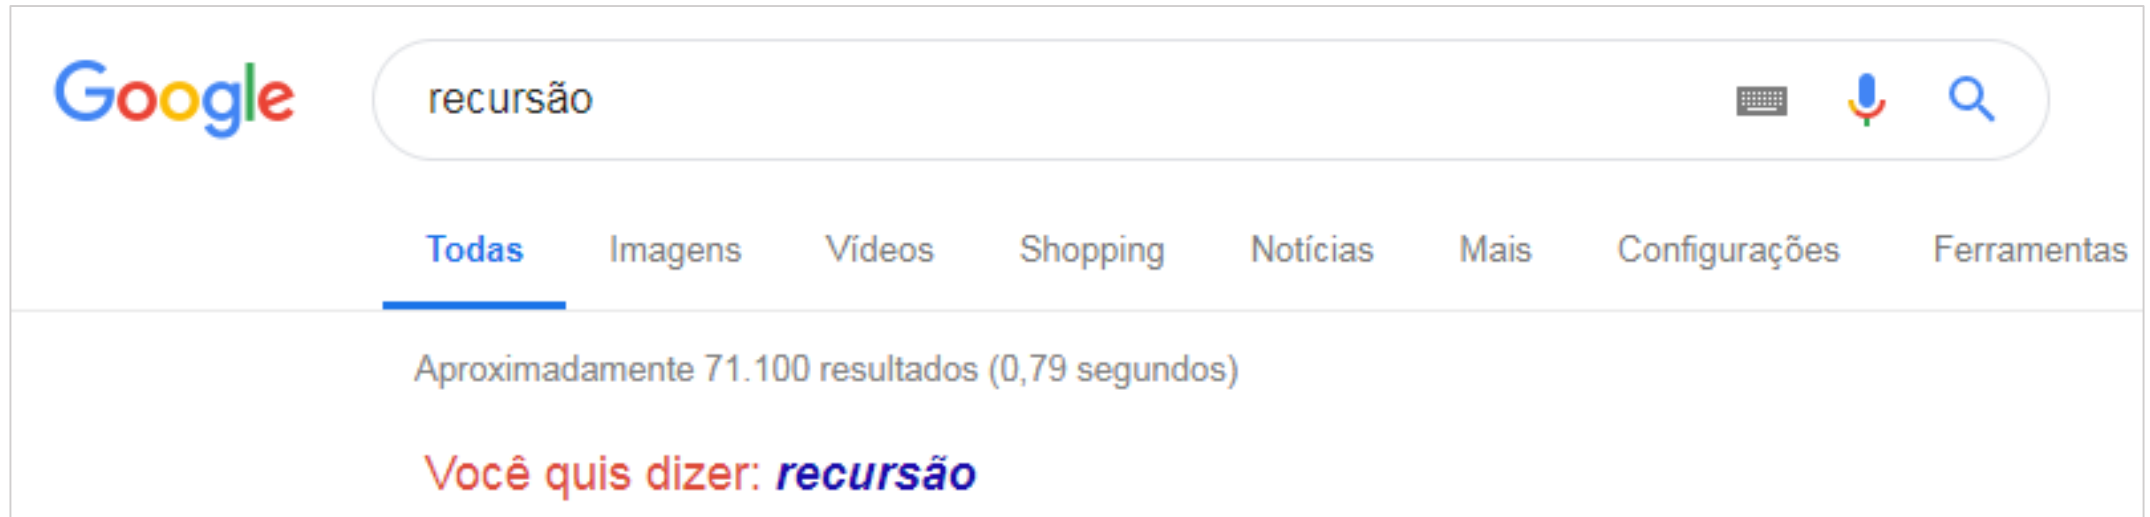 Google
recursão
Todas Imagens Vídeos Shopping Notícias Mais Configurações Ferramentas
Aproximadamente 71.100 resultados (0,79 segundos)
Você quis dizer: recursão